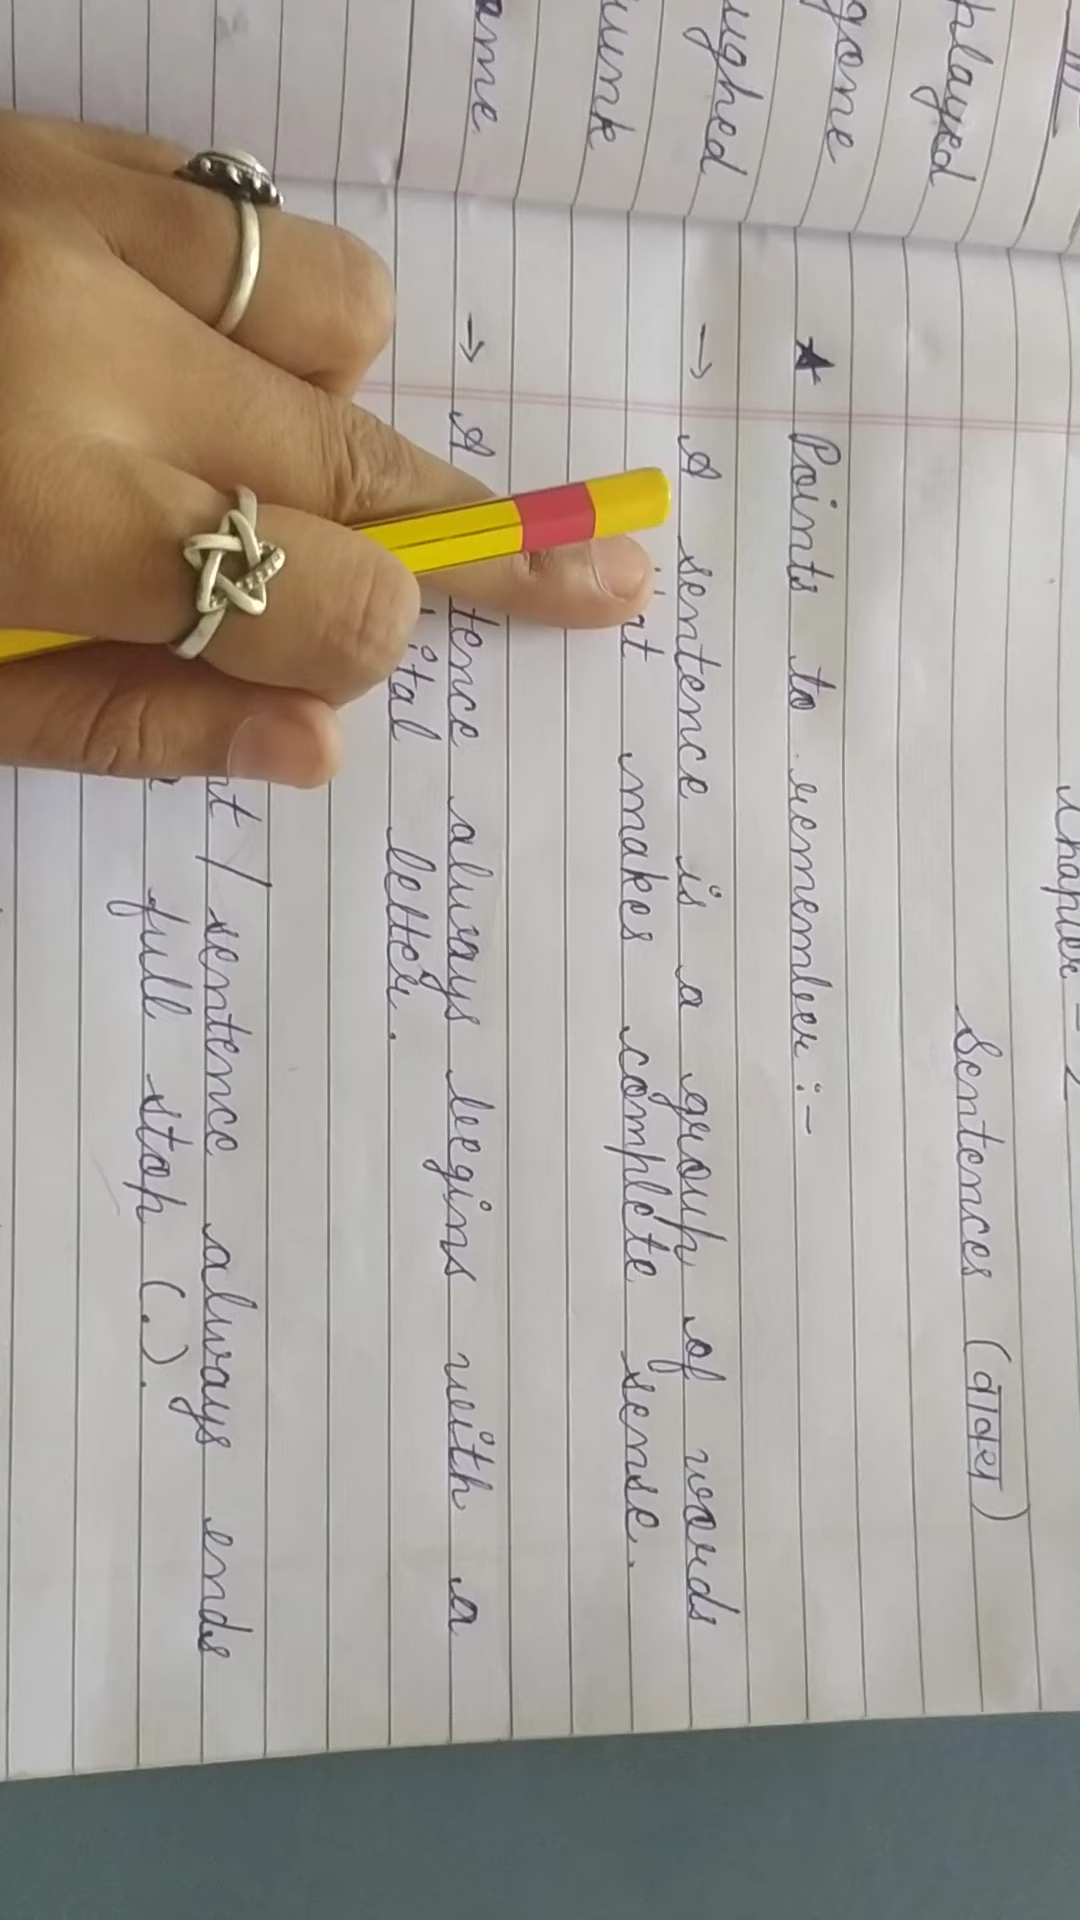 Sentences (वाक्य)
★ Points to remember :-
→ A sentence is a group of words
makes complete sense.
→ A tence always begins with a
ital letter.
/ sentence always ends
full stop (.).
played
gone
ughed
ame